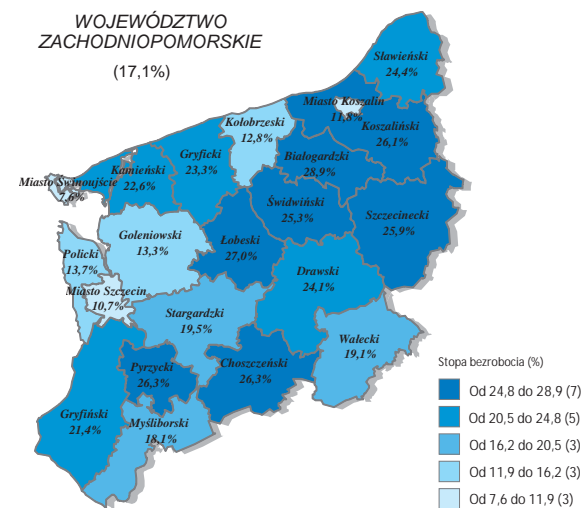 WOJEWÓDZTWO
ZACHODNIOPOMORSKIE
(17,1%)
Sławieński
24,4%
Miasto Koszalin
11,8%
Kołobrzeski
12,8%
Koszaliński
26,1%
Gryficki
23,3%
Białogardzki
28,9%
Kamieński
22,6%
Miasto Świnoujście
7,6%
Świdwiński
25,3%
Szczecinecki
25,9%
Goleniowski
13,3%
Łobeski
27,0%
Policki
13,7%
Drawski
24,1%
Miasto Szczecin
10,7%
Stargardzki
19,5%
Wałecki
19,1%
Pyrzycki
26,3%
Choszczeński
26,3%
Gryfiński
21,4%
Myśliborski
18,1%
Stopa bezrobocia (%)
Od 24,8 do 28,9 (7)
Od 20,5 do 24,8 (5)
Od 16,2 do 20,5 (3)
Od 11,9 do 16,2 (3)
Od 7,6 do 11,9 (3)